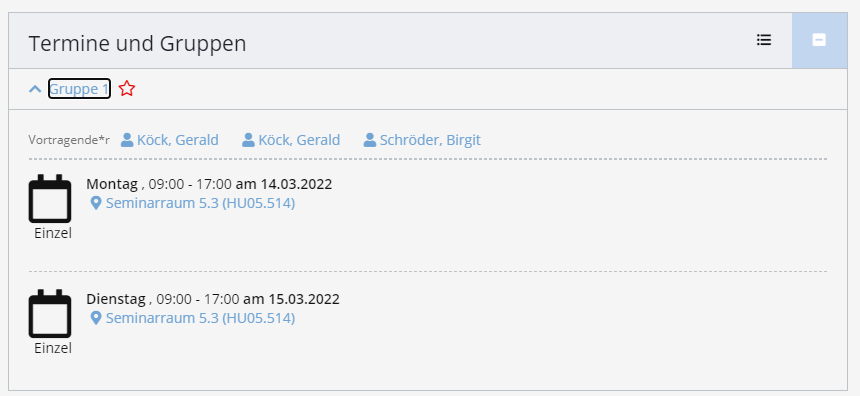 Termine und Gruppen
Gruppe 1
Vortragende*r Köck, Gerald Köck, Gerald Schröder, Birgit
Montag , 09:00 - 17:00 am 14.03.2022
Seminarraum 5.3 (HU05.514)
Einzel
Dienstag , 09:00 - 17:00 am 15.03.2022
Seminarraum 5.3 (HU05.514)
Einzel